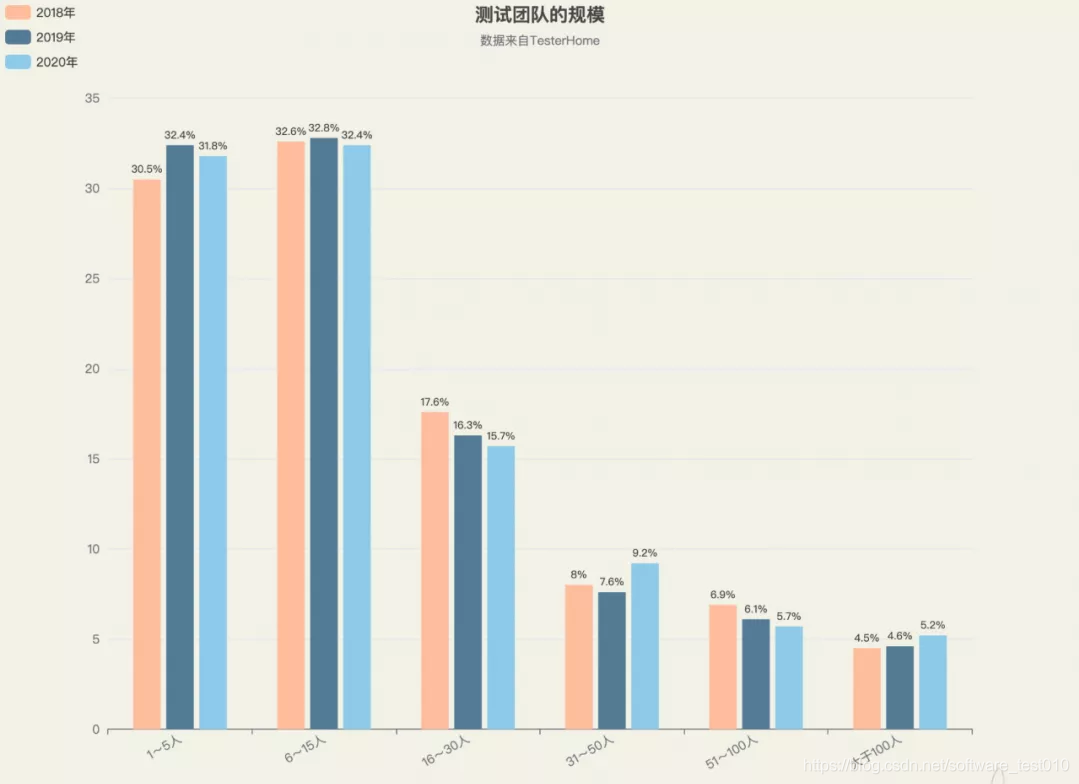 测试团队的规模
数据来自TesterHome
2018年
2019年
2020年
35
30
25
20
15
10
5
0
30.5%
32.4%
31.8%
32.6%
32.8%
32.4%
17.6%
16.3%
15.7%
8%
7.6%
9.2%
6.9%
6.1%
5.7%
4.5%
4.6%
5.2%
1~5人
6~15人
16~30人
31~50人
51~100人
大于100人
https://blog.csdn.net/software_test010